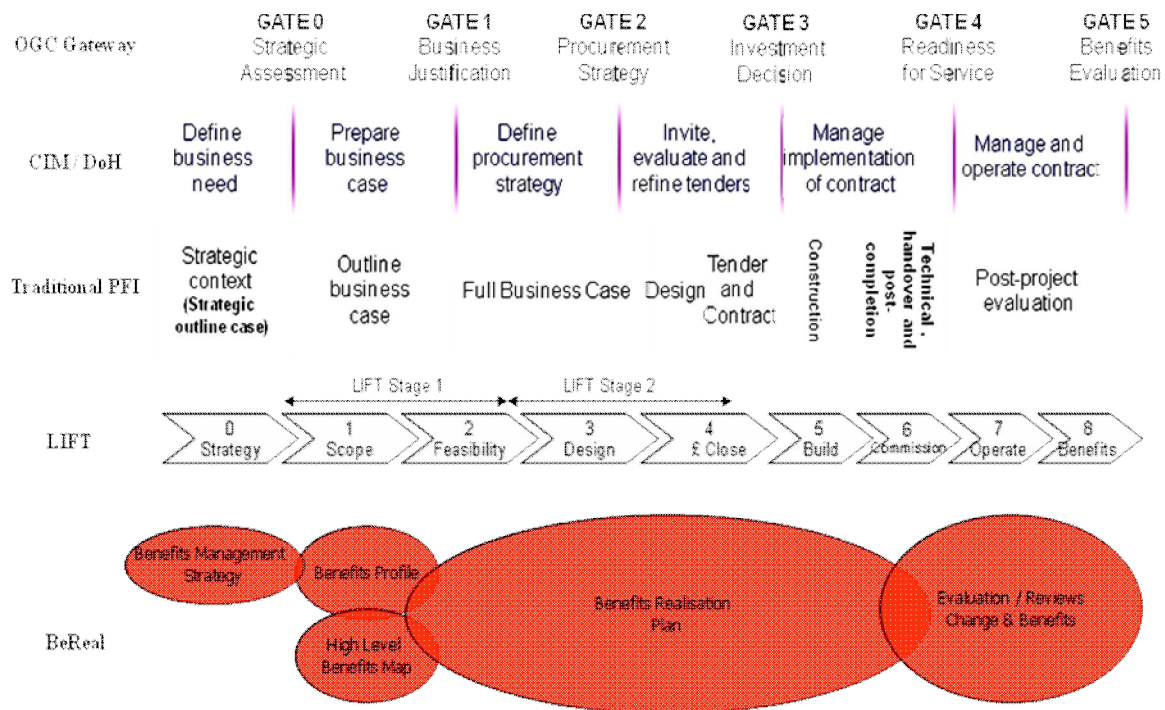 OGC Gateway
GATE 0
Strategic
Assessment
GATE 1
Business
Justification
GATE 2
Procurement
Strategy
GATE 3
Investment
Decision
GATE 4
Readiness
for Service
GATE 5
Benefits
Evaluation
CIM / DoH
Define
business
need
Prepare
business
case
Define
procurement
strategy
Invite,
evaluate and
refine tenders
Manage
implementation
of contract
Manage and
operate contract
Traditional PFI
Strategic
context
(Strategic
outline case)
Outline
business
case
Full Business Case
Design
Tender
and
Contract
Construction
Technical,
handover and
post-
completion
Post-project
evaluation
LIFT Stage 1
LIFT Stage 2
LIFT
0
Strategy
1
Scope
2
Feasibility
3
Design
4
£ Close
5
Build
6
Commission
7
Operate
8
Benefits
BeReal
Benefits Management
Strategy
Benefits Profile
High Level
Benefits Map
Benefits Realisation
Plan
Evaluation / Reviews
Change & Benefits